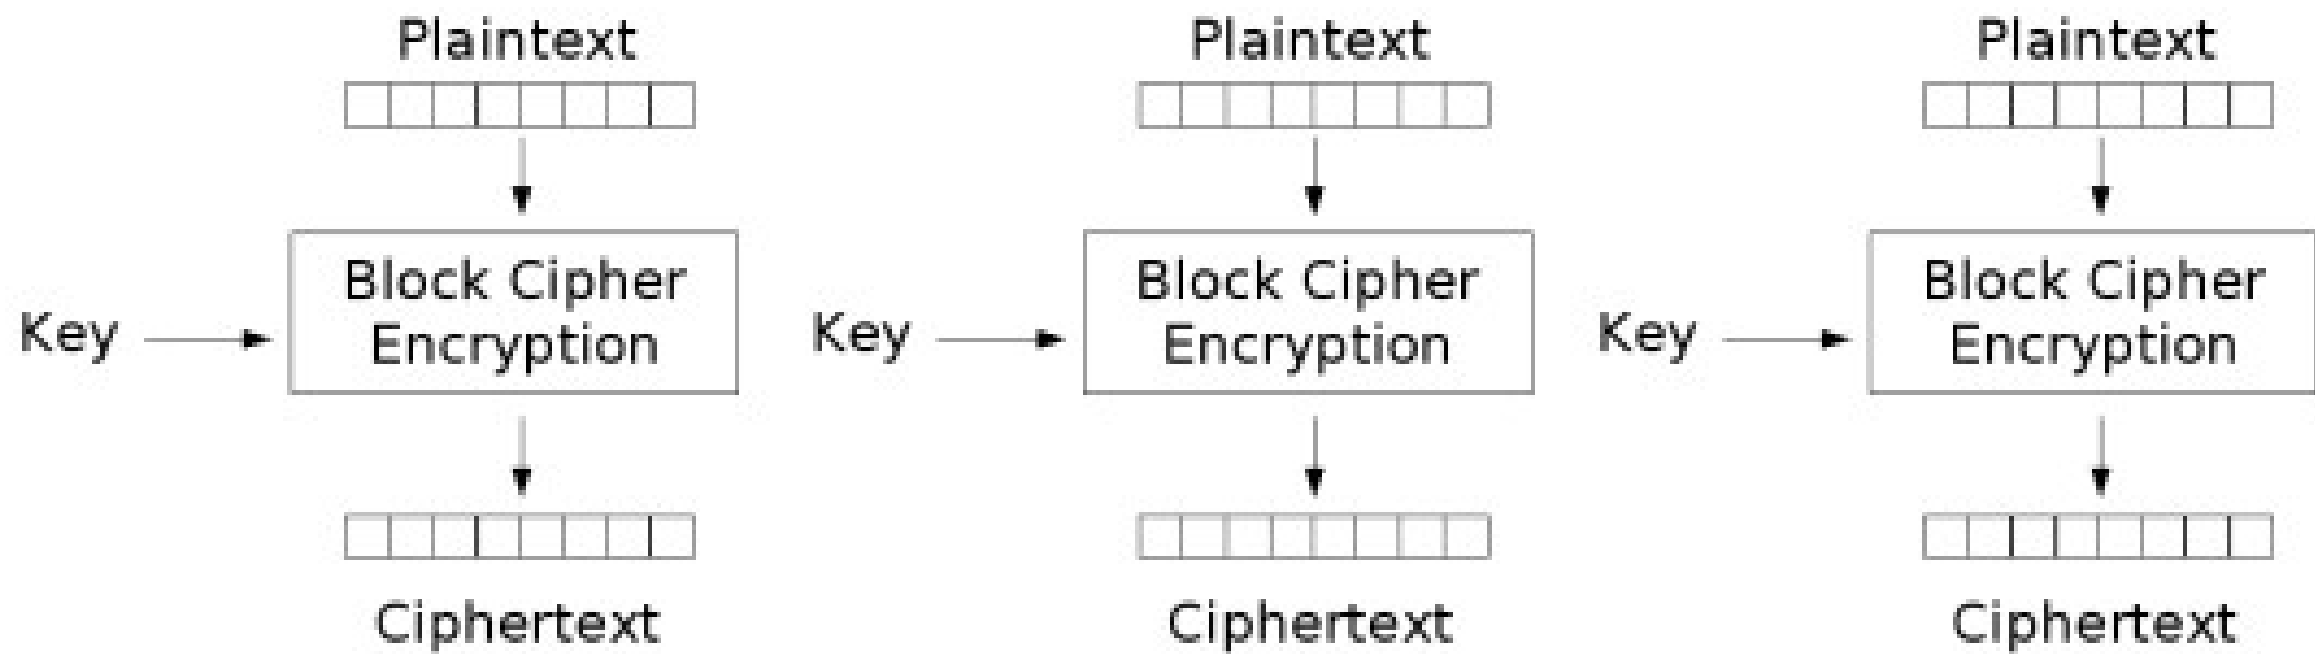 Plaintext Plaintext Plaintext
Block Cipher Block Cipher Block Cipher
Key Encryption Key Encryption Key Encryption
Ciphertext Ciphertext Ciphertext